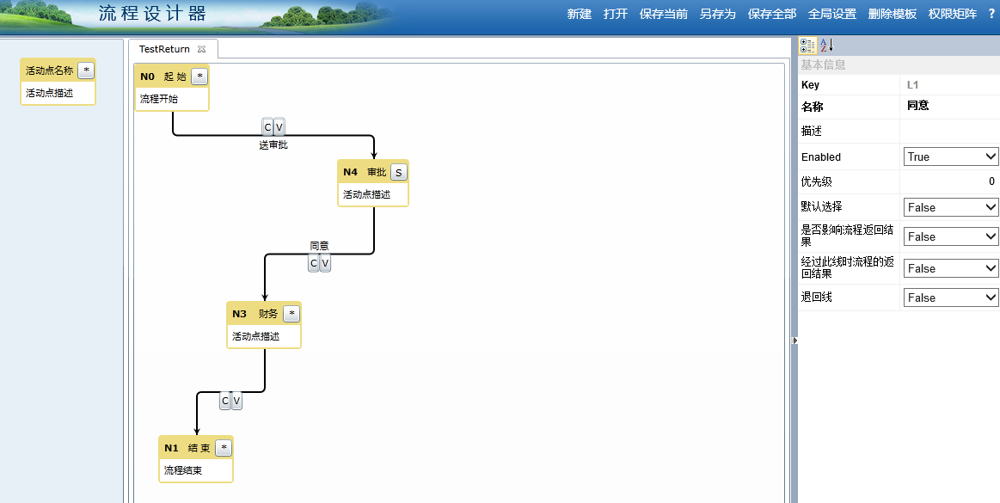 流程设计器
新建 打开 保存当前 另存为 保存全部 全局设置 删除模板 权限矩阵 ?
活动点名称 *
活动点描述
TestReturn
N0 起 始 *
流程开始
C V
送审批
N4 审批 S
活动点描述
同意
C V
N3 财务 *
活动点描述
C V
N1 结 束 *
流程结束
A
Z
基本信息
Key L1
名称 同意
描述
Enabled True
优先级 0
默认选择 False
是否影响流程返回结
果 False
经过此线时流程的返
回结果 False
退回线 False